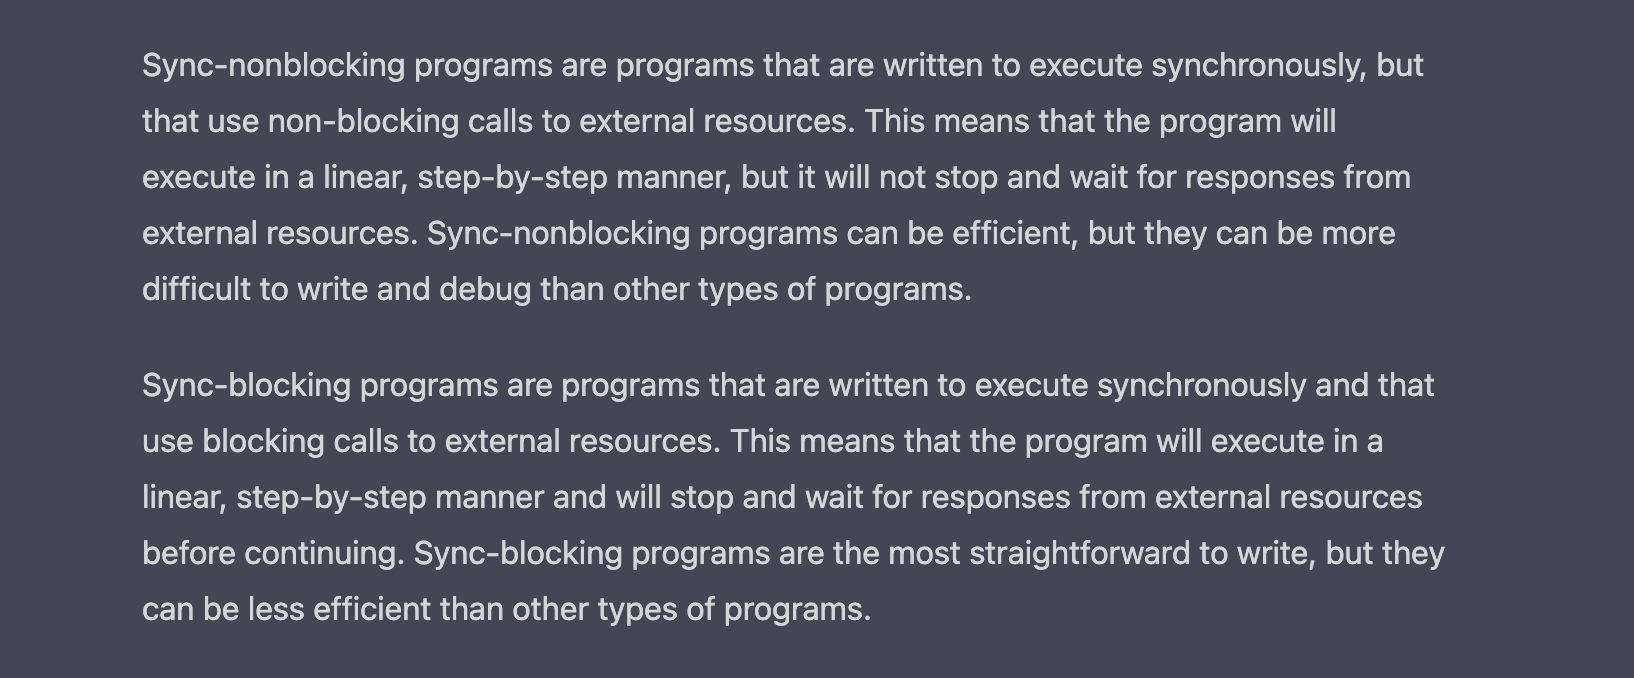 Sync-nonblocking programs are programs that are written to execute synchronously, but
that use non-blocking calls to external resources. This means that the program will
execute in a linear, step-by-step manner, but it will not stop and wait for responses from
external resources. Sync-nonblocking programs can be efficient, but they can be more
difficult to write and debug than other types of programs.
Sync-blocking programs are programs that are written to execute synchronously and that
use blocking calls to external resources. This means that the program will execute in a
linear, step-by-step manner and will stop and wait for responses from external resources
before continuing. Sync-blocking programs are the most straightforward to write, but they
can be less efficient than other types of programs.